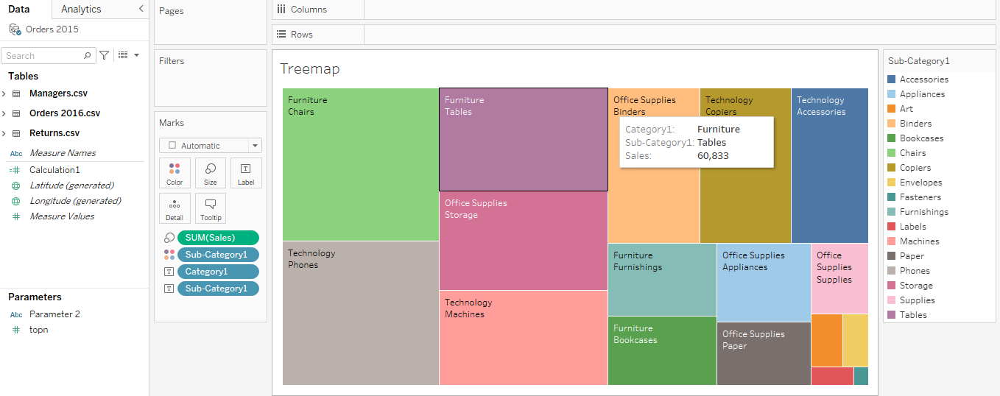 Data
Analytics
Orders 2015
Search
Tables
Managers.csv
Orders 2016.csv
Returns.csv
Abc Measure Names
Calculation1
Latitude (generated)
Longitude (generated)
Measure Values
Parameters
Abc Parameter 2
topn
Pages
Filters
Marks
Automatic
Color
Size
T
Label
Detail
Tooltip
SUM(Sales)
Sub-Category1
T Category1
T Sub-Category1
Columns
Rows
Treemap
Furniture
Chairs
Furniture
Tables
Office Supplies
Binders
Technology
Copiers
Technology
Accessories
Category1: Furniture
Sub-Category1: Tables
Sales: 60,833
Office Supplies
Storage
Technology
Phones
Technology
Machines
Furniture
Furnishings
Office Supplies
Appliances
Office
Supplies
Supplies
Furniture
Bookcases
Office Supplies
Paper
Sub-Category1
Accessories
Appliances
Art
Binders
Bookcases
Chairs
Copiers
Envelopes
Fasteners
Furnishings
Labels
Machines
Paper
Phones
Storage
Supplies
Tables